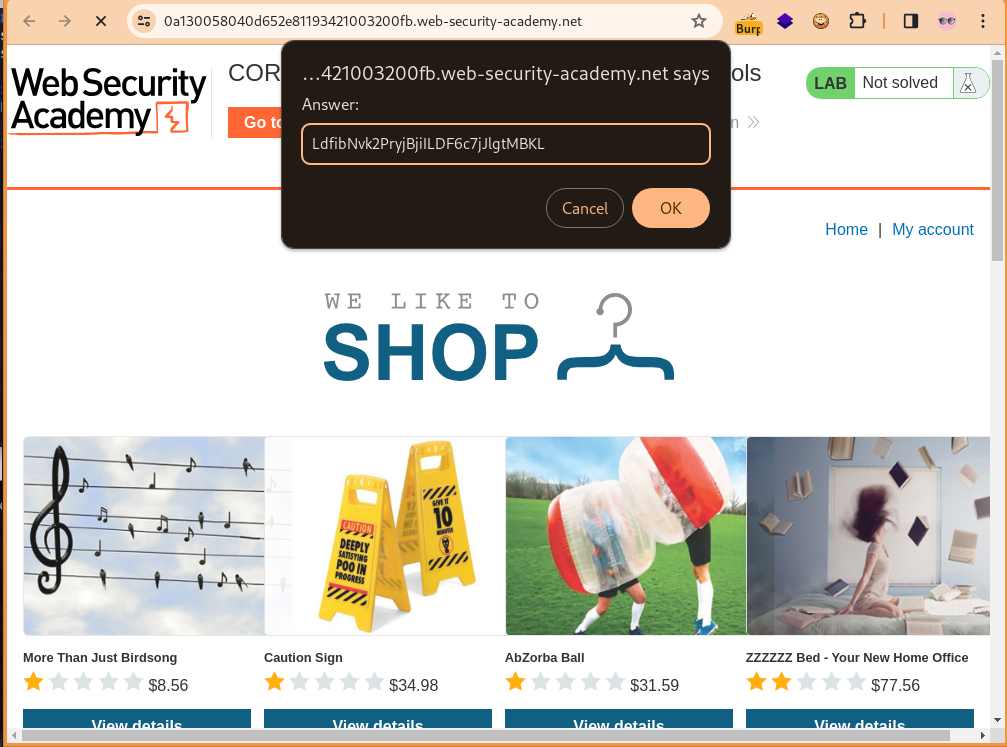 0a130058040d652e81193421003200fb.web-security-academy.net
Burp
...421003200fb.web-security-academy.net says
Answer:
LdfibNvk2PryjBjiILDF6c7jJlgtMBKL
Cancel
OK
Web Security
Academy
COR
ols
Go to
n
LAB
Not solved
Home | My account
WE LIKE TO
SHOP
CAUTION
DEEPLY
SATISFYING
POO IN
PROGRESS
CAUTION
GIVE IT
10
MINUTES
More Than Just Birdsong
$8.56
Caution Sign
$34.98
AbZorba Ball
$31.59
ZZZZZZ Bed - Your New Home Office
$77.56
View details
View details
View details
View details